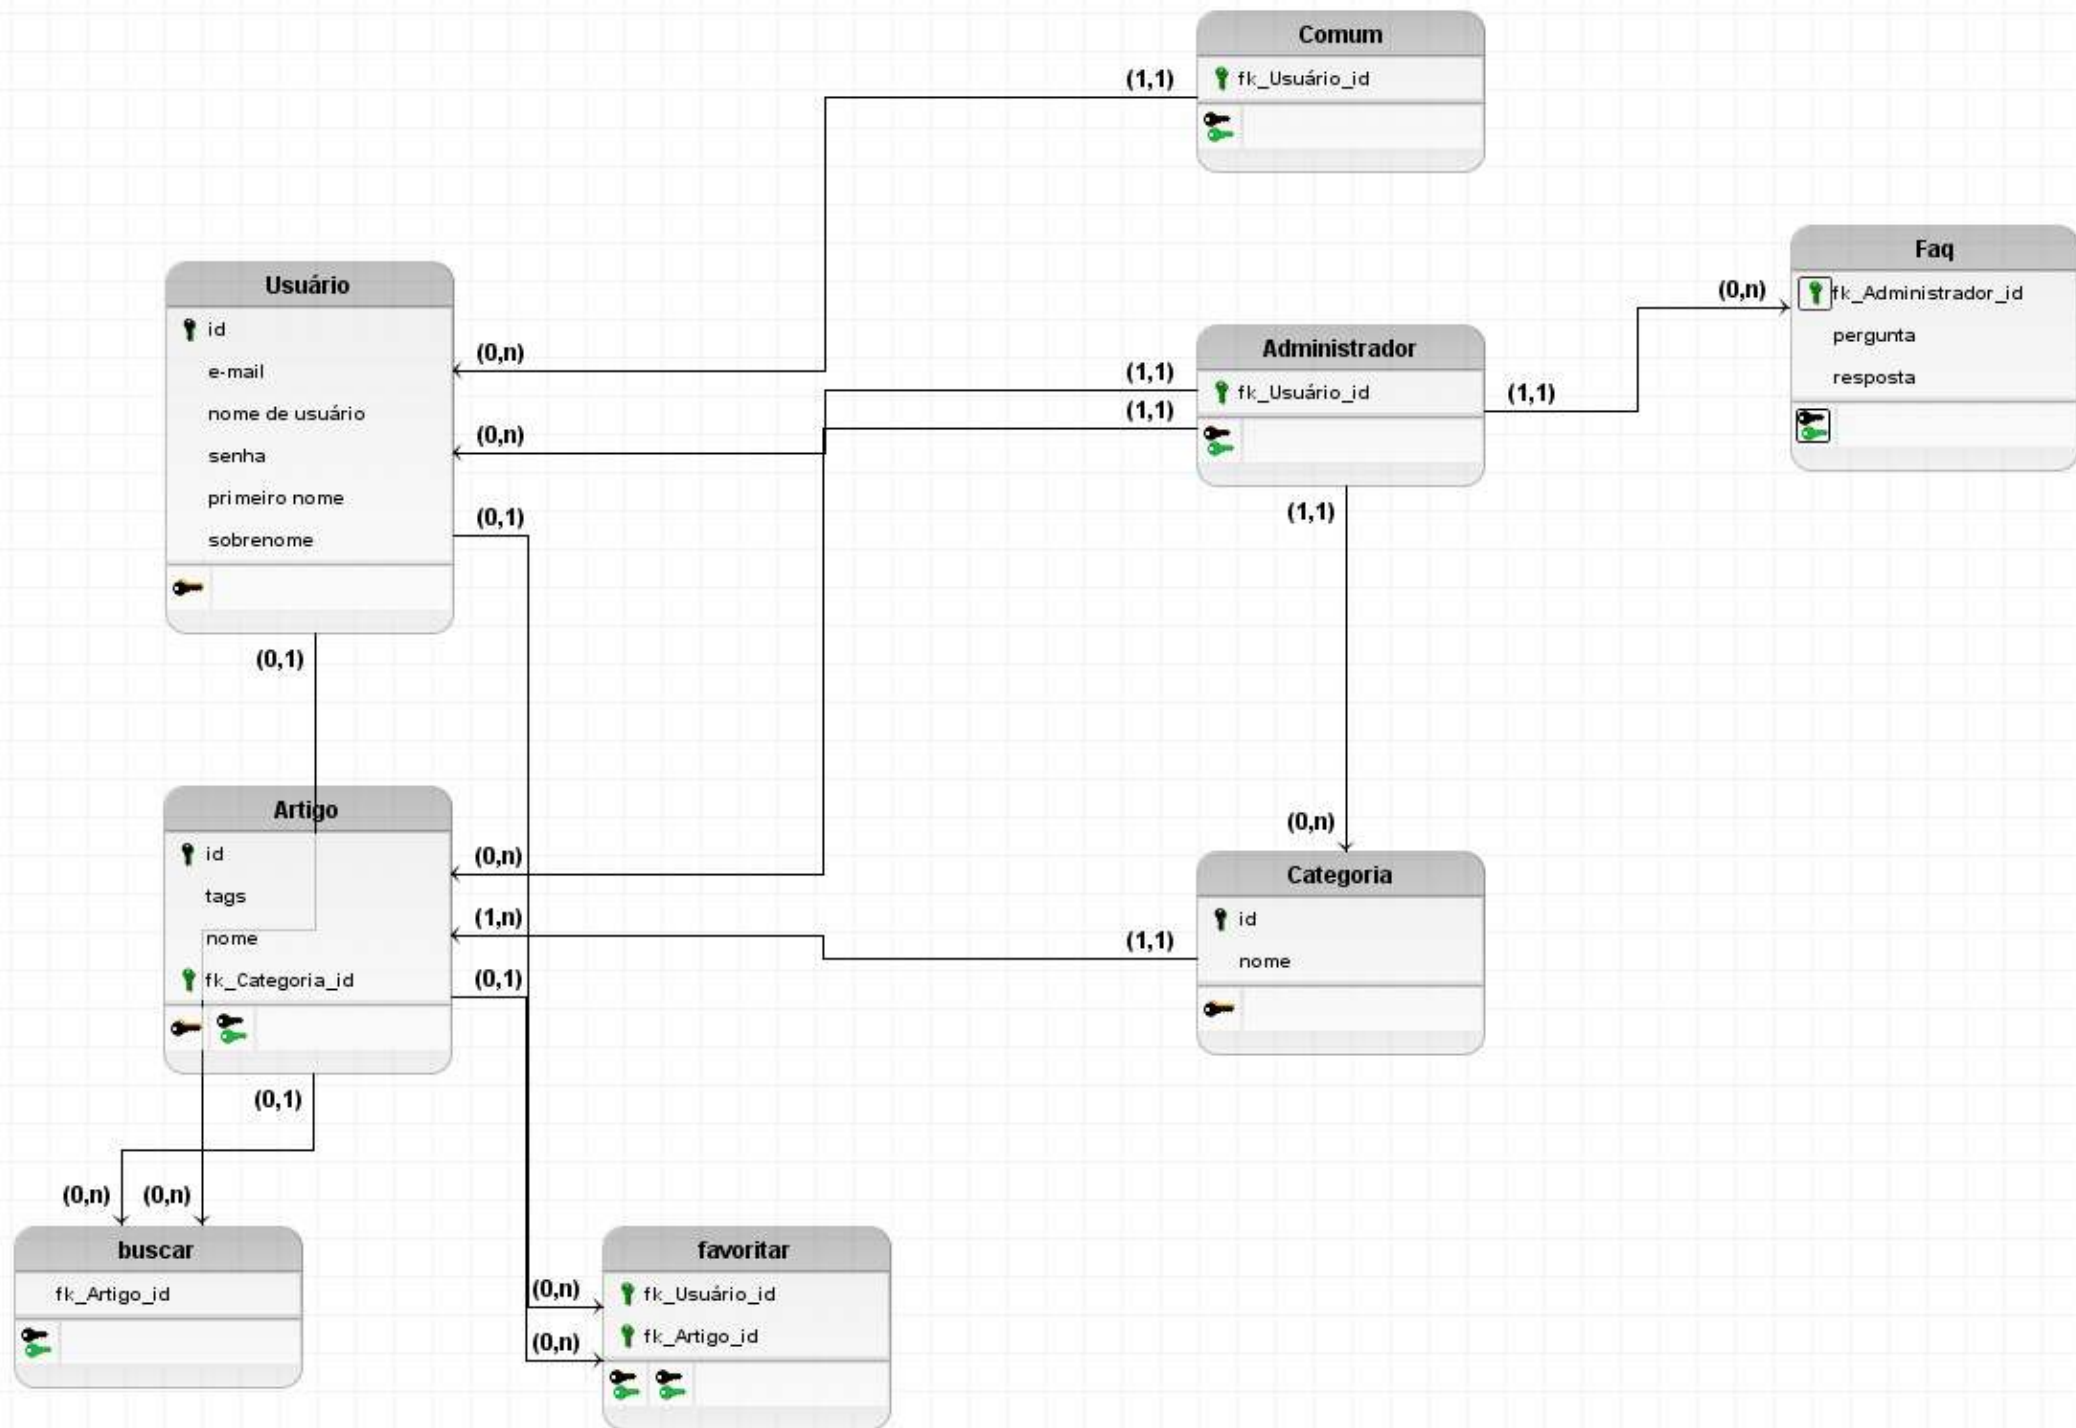 Comum
fk_Usuário_id
(1,1)
Usuário
id
e-mail
nome de usuário
senha
primeiro nome
sobrenome
(0,n)
(0,n)
(0,1)
(0,1)
Administrador
fk_Usuário_id
(1,1)
(1,1)
(1,1)
(1,1)
Faq
fk_Administrador_id
pergunta
resposta
(0,n)
Artigo
id
tags
nome
fk_Categoria_id
(0,n)
(1,n)
(0,1)
(0,1)
Categoria
id
nome
(0,n)
(1,1)
buscar
fk_Artigo_id
(0,n)
(0,n)
favoritar
fk_Usuário_id
fk_Artigo_id
(0,n)
(0,n)